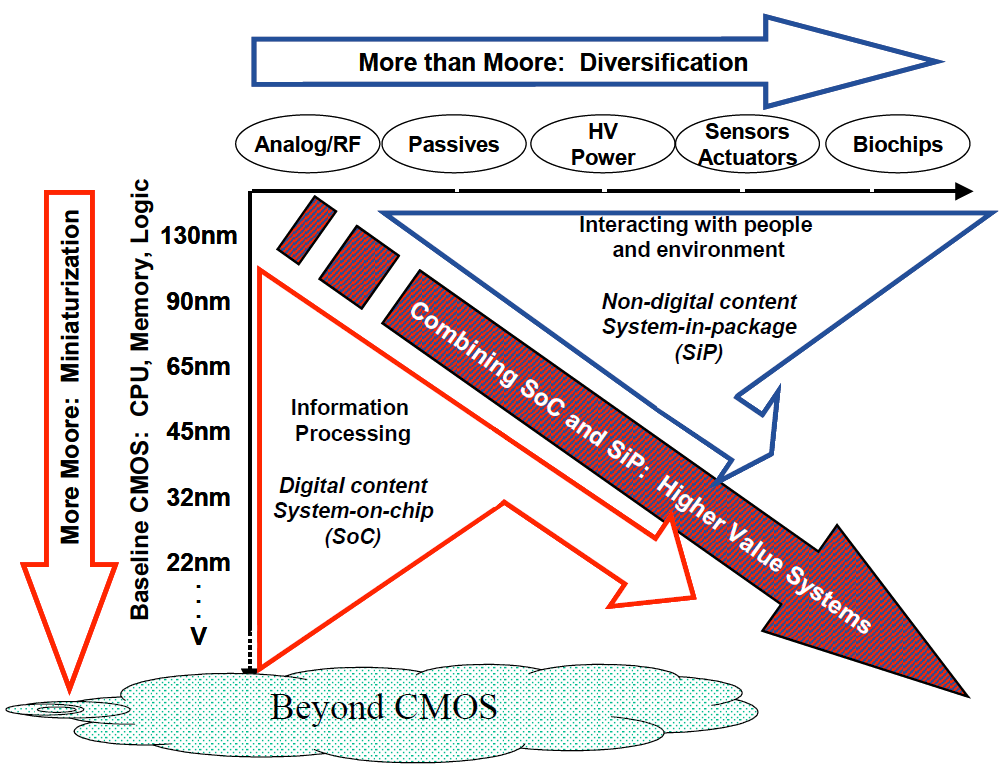 More than Moore:  Diversification
Analog/RF
Passives
HV
Power
Sensors
Actuators
Biochips
More Moore:  Miniaturization
Baseline CMOS:  CPU, Memory, Logic
130nm
90nm
65nm
45nm
32nm
22nm
.
.
.
V
Interacting with people
and environment
Non-digital content
System-in-package
(SiP)
Combining SoC and SiP:  Higher Value Systems
Information
Processing
Digital content
System-on-chip
(SoC)
Beyond CMOS